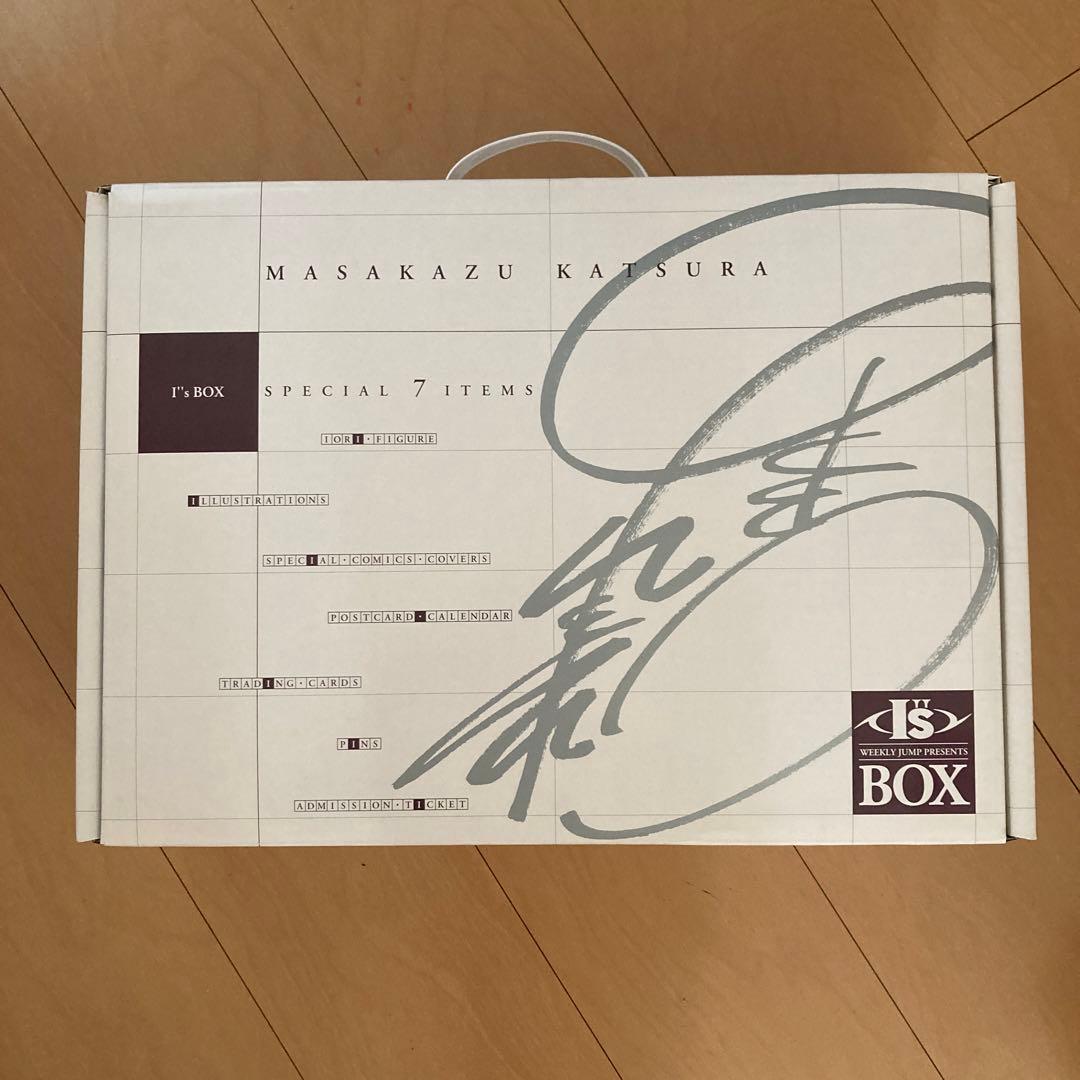 MASAKAZU KATSURA
I"s BOX
SPECIAL 7 ITEMS
IORI·FIGURE
ILLUSTRATIONS
SPECIAL·COMICS·COVERS
POSTCARD·CALENDAR
TRADING·CARDS
PINS
ADMISSION·TICKET
I"s
WEEKLY JUMP PRESENTS
BOX